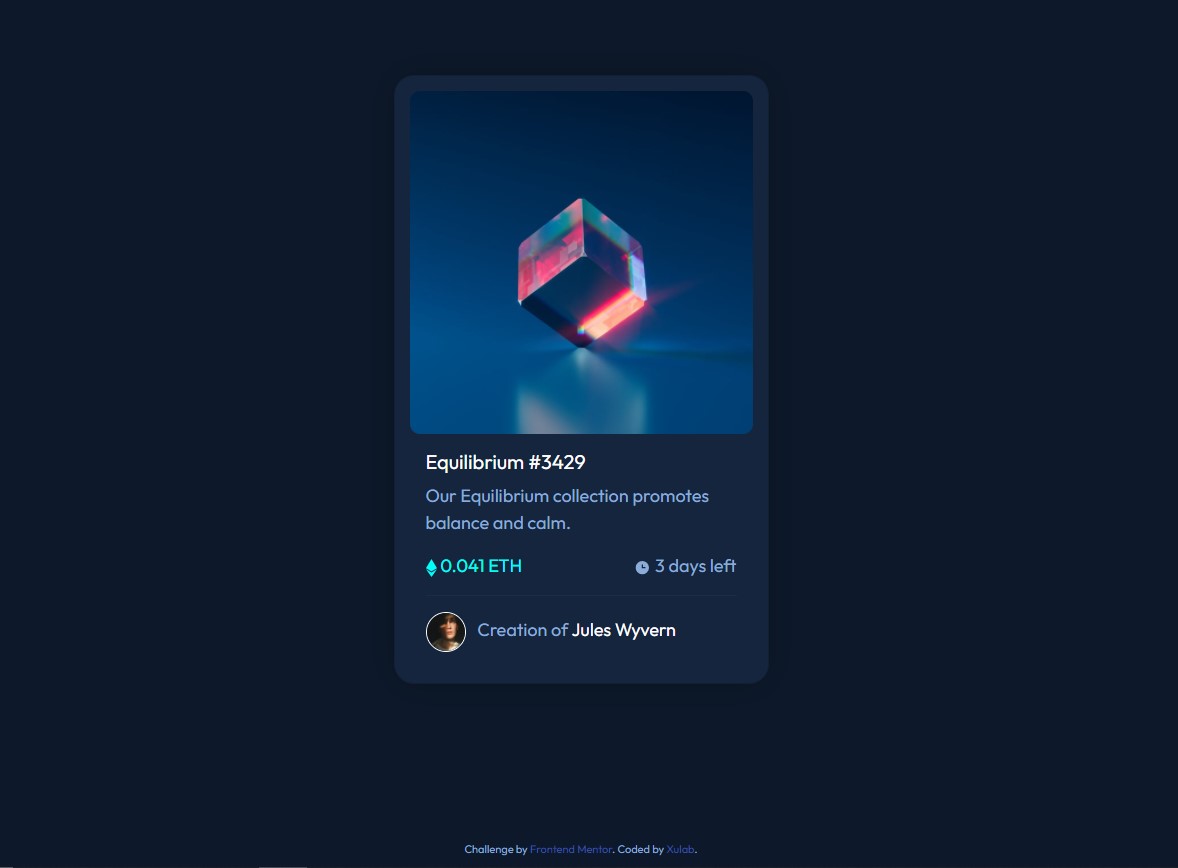 Equilibrium #3429
Our Equilibrium collection promotes
balance and calm.
0.041 ETH
3 days left
Creation of Jules Wyvern
Challenge by Frontend Mentor. Coded by Xulab.